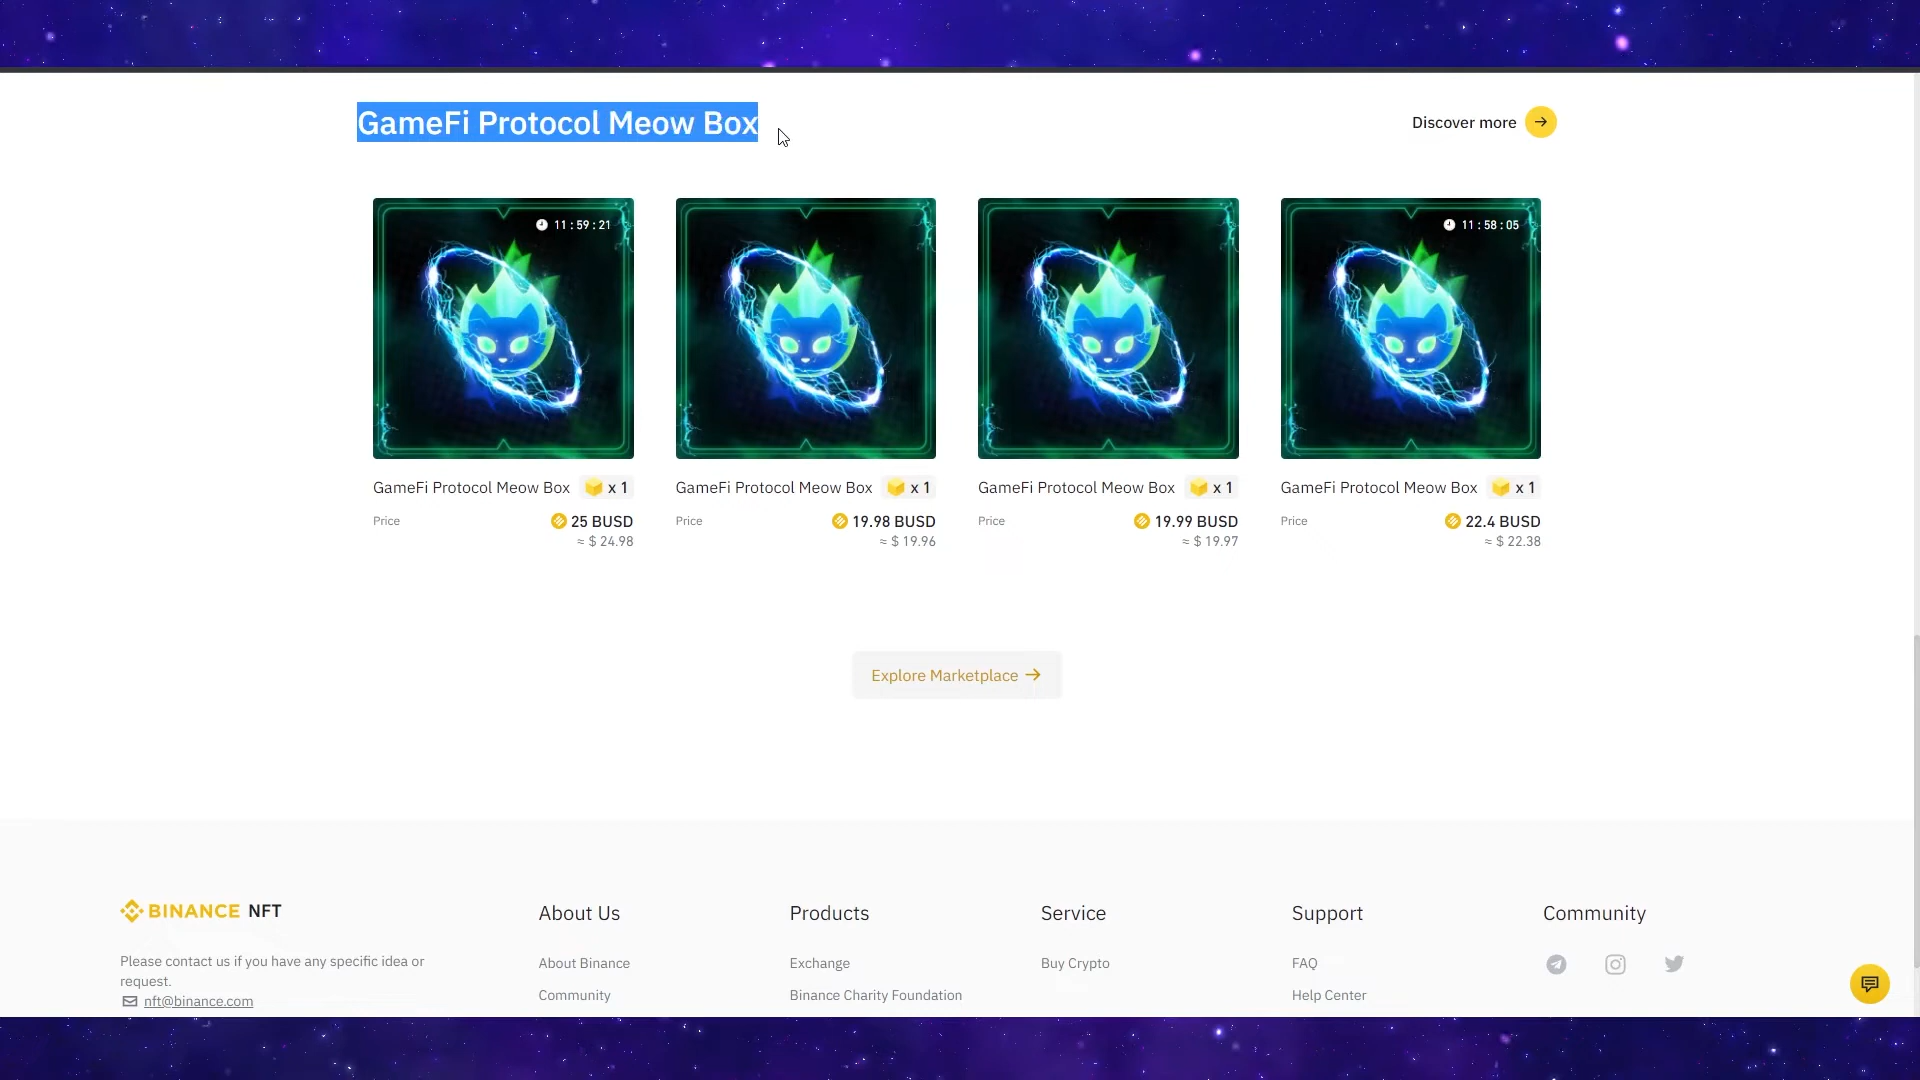 GameFi Protocol Meow Box
Discover more
11 : 59 : 21
11 : 58 : 05
GameFi Protocol Meow Box x 1
Price 25 BUSD
≈ $ 24.98
GameFi Protocol Meow Box x 1
Price 19.98 BUSD
≈ $ 19.96
GameFi Protocol Meow Box x 1
Price 19.99 BUSD
≈ $ 19.97
GameFi Protocol Meow Box x 1
Price 22.4 BUSD
≈ $ 22.38
Explore Marketplace
BINANCE NFT
Please contact us if you have any specific idea or
request.
nft@binance.com
About Us
About Binance
Community
Products
Exchange
Binance Charity Foundation
Service
Buy Crypto
Support
FAQ
Help Center
Community